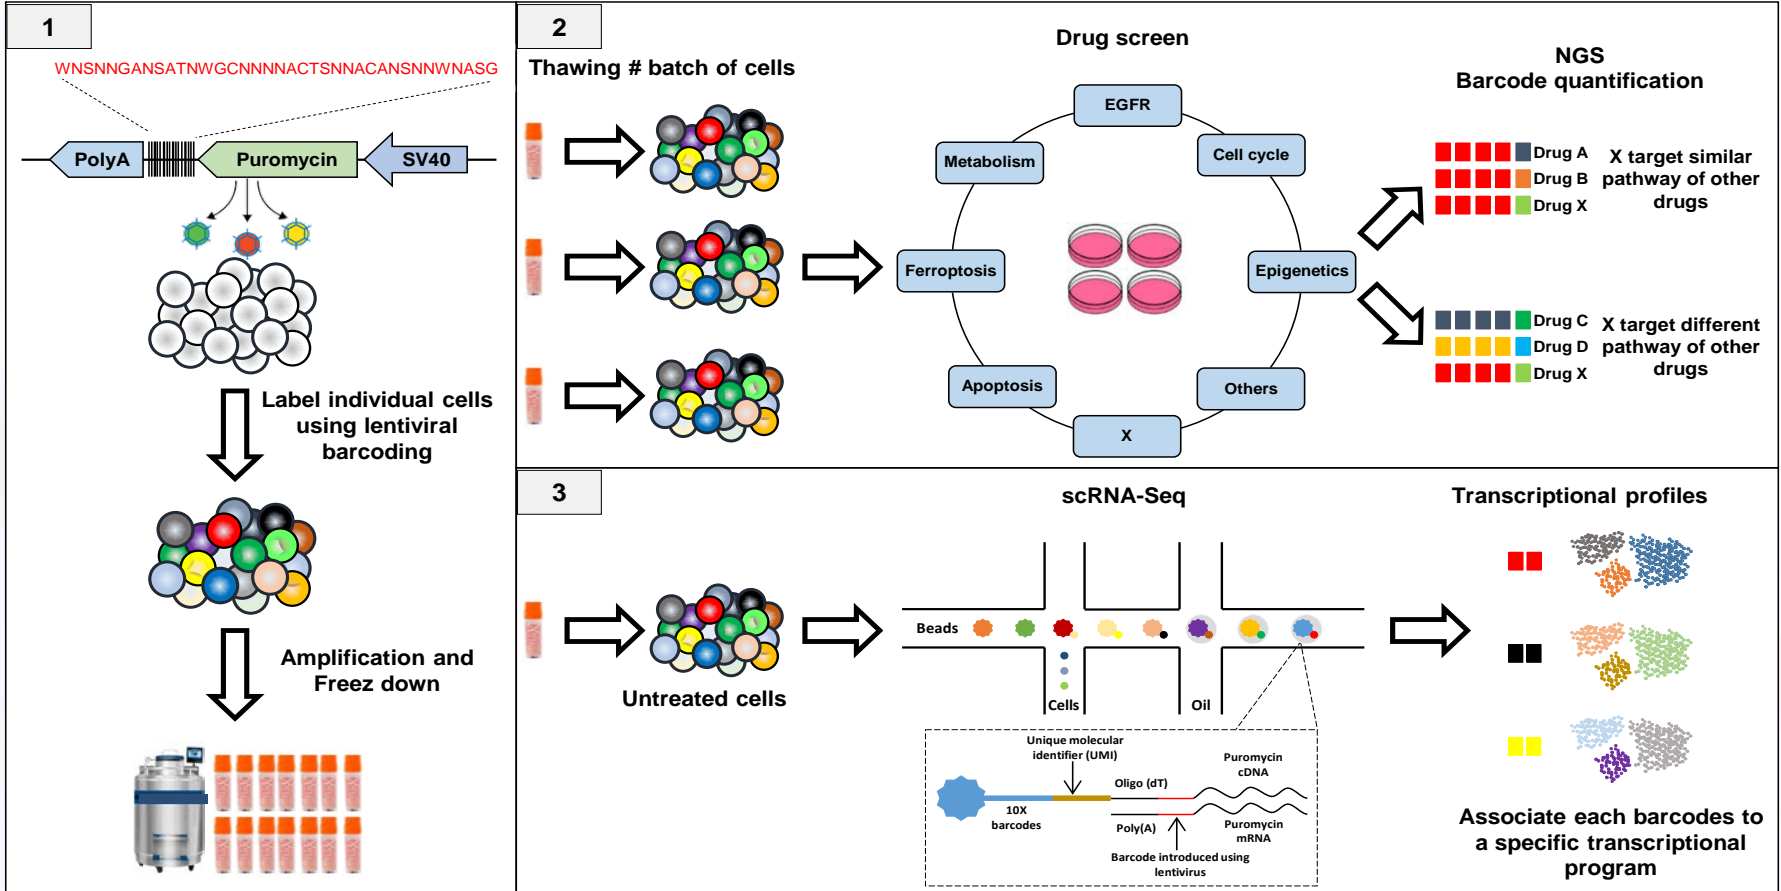 1
WNSNNGANSATNWGCNNNNACTSNNACANSNNWNASG
PolyA
Puromycin
SV40
Label individual cells
using lentiviral
barcoding
Amplification and
Freez down
2
Thawing # batch of cells
Drug screen
EGFR
Cell cycle
Epigenetics
Others
X
Apoptosis
Ferroptosis
Metabolism
NGS
Barcode quantification
Drug A
Drug B
Drug X
X target similar
pathway of other
drugs
Drug C
Drug D
Drug X
X target different
pathway of other
drugs
3
Untreated cells
scRNA-Seq
Beads
Cells
Oil
Unique molecular
identifier (UMI)
10X
barcodes
Oligo (dT)
Poly(A)
Puromycin
cDNA
Puromycin
mRNA
Barcode introduced using
lentivirus
Transcriptional profiles
Associate each barcodes to
a specific transcriptional
program